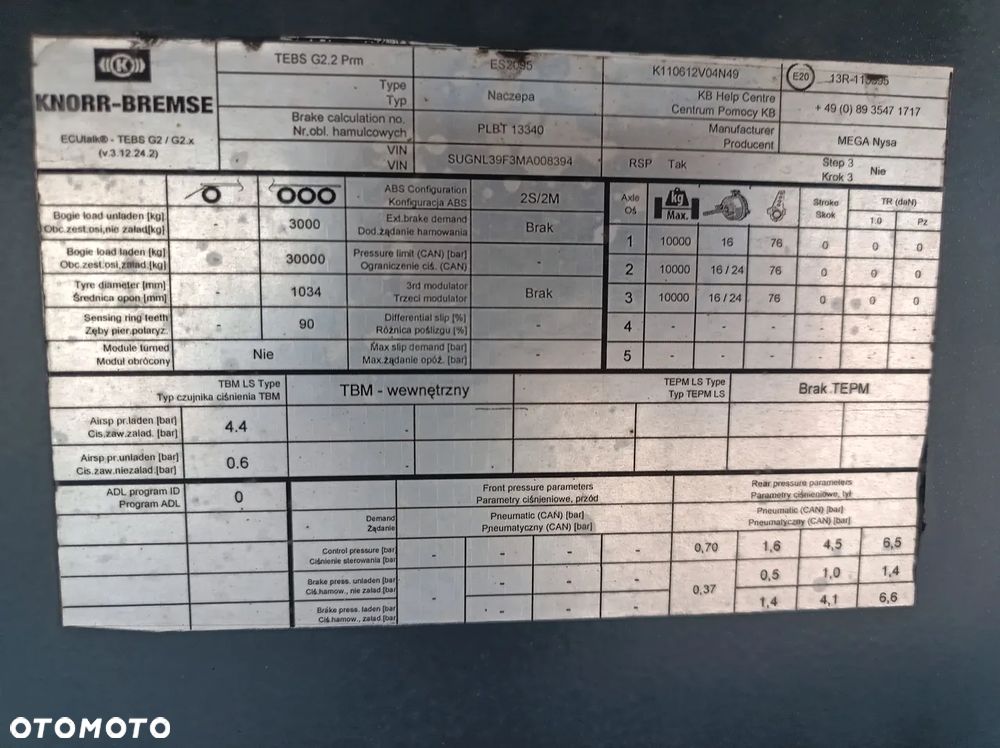 TEBS G2.2 Prm ES2095 K110612V04N49 E20
KNORR-BREMSE
ECUtalk® - TEBS G2 / G2.x
(v.3.12.24.2)
Type Naczepa KB Help Centre + 49 (0) 89 3547 1717
Typ Centrum Pomocy KB
Brake calculation no. PLBT 13340 Manufacturer MEGA Nysa
Nr.obl. hamulcowych Producent
VIN SUGNL39F3MA008394 RSP Tak Step 3 Nie
VIN Krok 3
ABS Configuration 2S/2M
Konfiguracja ABS
Bogie load unladen [kg] - 3000 Ext.brake demand Brak
Obc.zest.osi,nie zalad[kg] Dod.żądanie hamowania
Bogie load laden [kg] - 30000 Pressure limit (CAN) [bar] -
Obc.zest.osi,zalad.[kg] Ograniczenie ciś. (CAN)
Tyre diameter [mm] - 1034 3rd modulator Brak
Średnica opon [mm] Trzeci modulator
Sensing ring teeth - 90 Differential slip [%] -
Zęby pier.polaryz. Różnica poślizgu [%]
Module turned Nie Max slip demand [bar] -
Moduł obrócony Max.żądanie opóź. [bar]
Axle kg Stroke TR (daN)
Oś Max. Skok 1.0 Pz
1 10000 16 76 0 0 0
2 10000 16 / 24 76 0 0 0
3 10000 16 / 24 76 0 0 0
4 - - - - - -
5 - - - - - -
TBM LS Type TBM - wewnętrzny TEPM LS Type Brak TEPM
Typ czujnika ciśnienia TBM Typ TEPM LS
Airsp pr.laden [bar] 4.4
Cis.zaw.zalad. [bar]
Airsp pr.unladen [bar] 0.6
Cis.zaw.niezalad.[bar]
ADL program ID 0
Program ADL
Front pressure parameters Rear pressure parameters
Parametry ciśnieniowe, przód Parametry ciśnieniowe, tył
Demand Pneumatic (CAN) [bar] Pneumatic (CAN) [bar]
Żądanie Pneumatyczny (CAN) [bar] Pneumatyczny (CAN) [bar]
Control pressure [bar - - - - 0,70 1,6 4,5 6,5
Ciśnienie sterowania [bar]
Brake press. unladen [bar - - - - 0,37 0,5 1,0 1,4
Ciś.hamow., nie zalad [bar
Brake press. laden [bar - - - 1,4 4,1 6,6
Ciś.hamow., zalad [bar
OTOMOTO